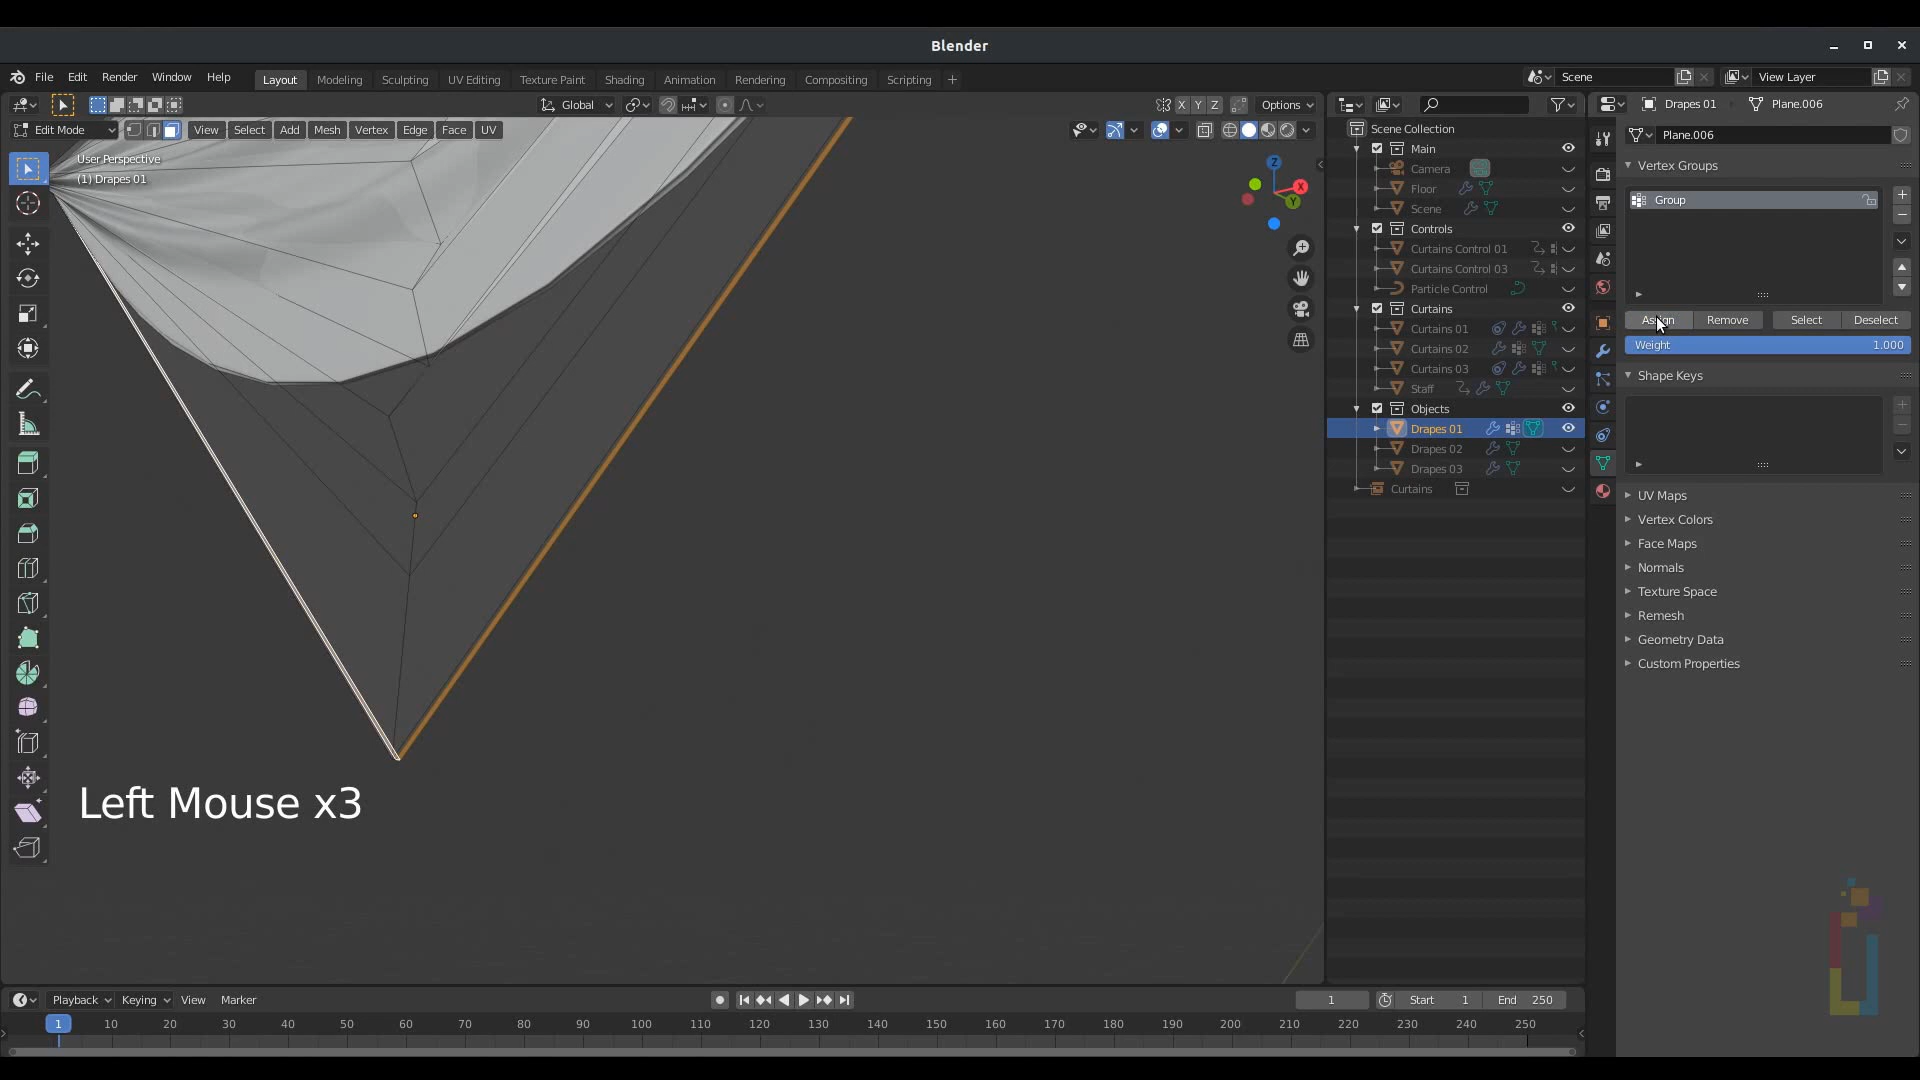 Blender
File Edit Render Window Help Layout Modeling Sculpting UV Editing Texture Paint Shading Animation Rendering Compositing Scripting + Scene View Layer
Global X Y Z Options Drapes 01 Plane.006
Edit Mode View Select Add Mesh Vertex Edge Face UV
Plane.006
User Perspective
(1) Drapes 01
Z
X
Y
Scene Collection
Main
Camera
Floor
Scene
Controls
Curtains Control 01
Curtains Control 03
Particle Control
Curtains
Curtains 01
Curtains 02
Curtains 03
Staff
Objects
Drapes 01
Drapes 02
Drapes 03
Curtains
Vertex Groups
Group
Assign Remove Select Deselect
Weight 1.000
Shape Keys
UV Maps
Vertex Colors
Face Maps
Normals
Texture Space
Remesh
Geometry Data
Custom Properties
Left Mouse x3
Playback Keying View Marker 1 Start 1 End 250
1 10 20 30 40 50 60 70 80 90 100 110 120 130 140 150 160 170 180 190 200 210 220 230 240 250